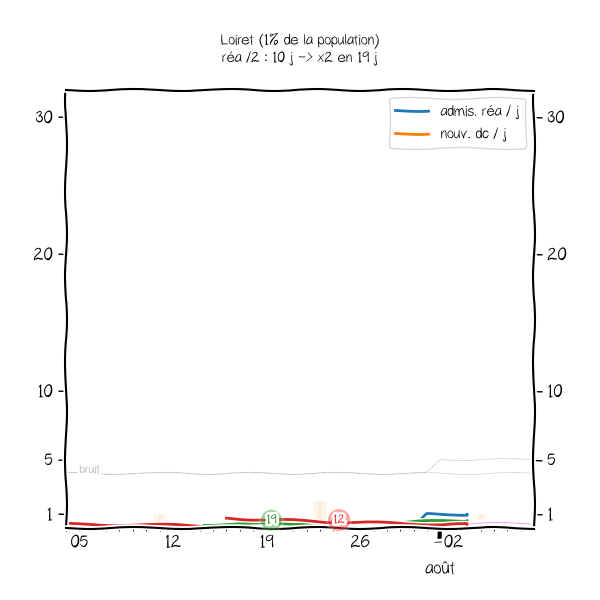 Loiret (1% de la population)
réa /2 : 10 j -> x2 en 19 j
admis. réa / j
nouv. dc / j
30
30
20
20
10
10
5
5
bruit
1
1
19
12
05
12
19
26
02
août